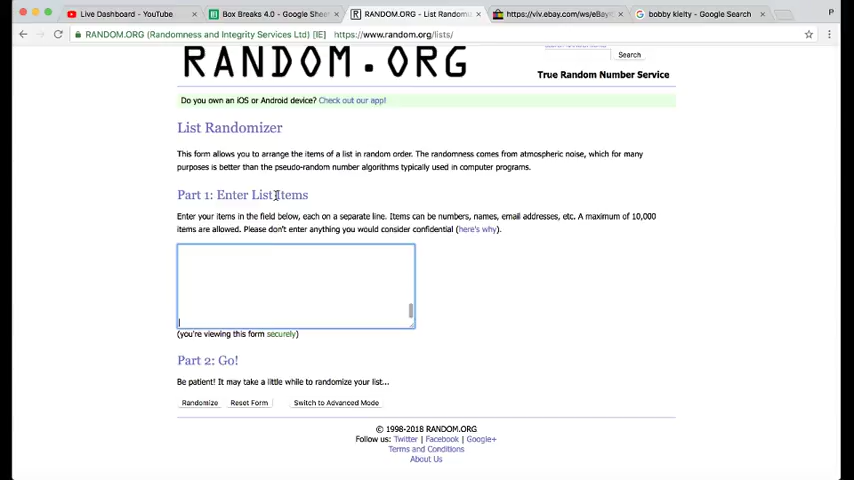 Live Dashboard - YouTube
Box Breaks 4.0 - Google Sheet
RANDOM.ORG - List Randomi
https://viv.ebay.com/ws/eBay
bobby kielty - Google Search
P
RANDOM.ORG (Randomness and Integrity Services Ltd) [IE]
https://www.random.org/lists/
RANDOM.ORG
Search
True Random Number Service
Do you own an iOS or Android device? Check out our app!
List Randomizer
This form allows you to arrange the items of a list in random order. The randomness comes from atmospheric noise, which for many
purposes is better than the pseudo-random number algorithms typically used in computer programs.
Part 1: Enter List Items
Enter your items in the field below, each on a separate line. Items can be numbers, names, email addresses, etc. A maximum of 10,000
items are allowed. Please don't enter anything you would consider confidential (here's why).
(you're viewing this form securely)
Part 2: Go!
Be patient! It may take a little while to randomize your list...
Randomize
Reset Form
Switch to Advanced Mode
© 1998-2018 RANDOM.ORG
Follow us: Twitter | Facebook | Google+
Terms and Conditions
About Us